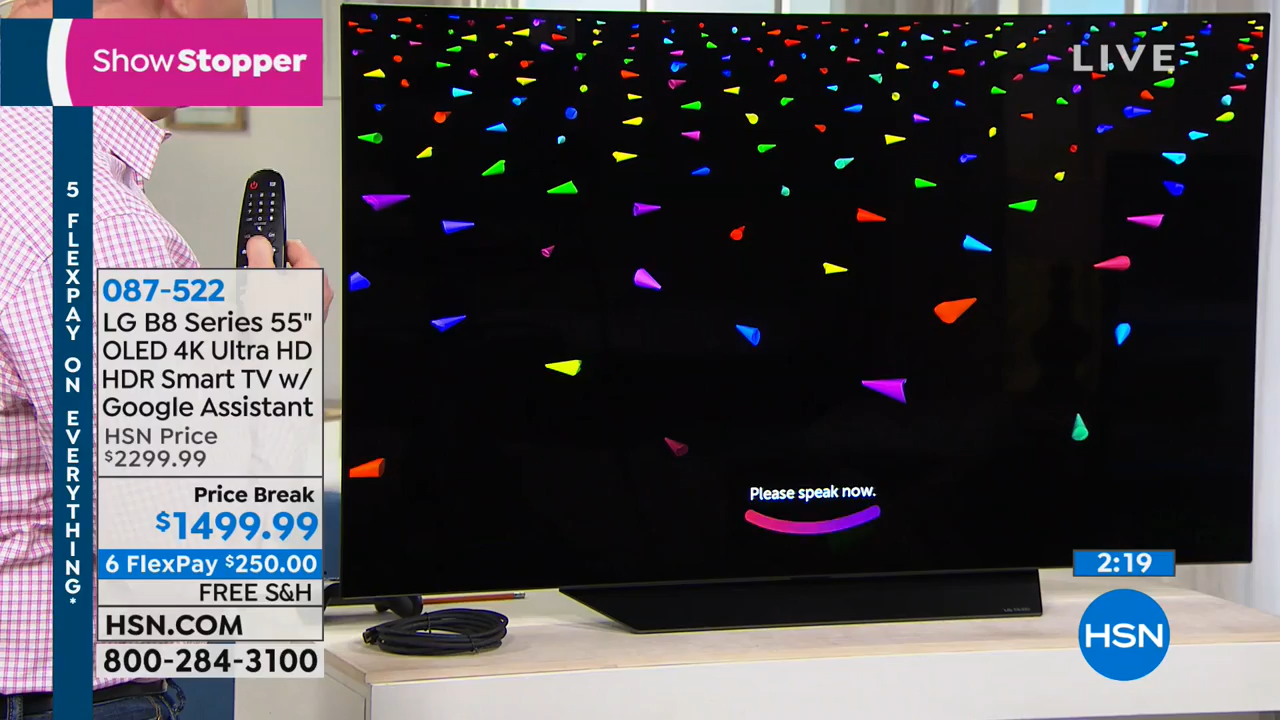 ShowStopper
LIVE
5 FLEXPAY ON EVERYTHING*
087-522
LG B8 Series 55"
OLED 4K Ultra HD
HDR Smart TV w/
Google Assistant
HSN Price
$2299.99
Price Break
$1499.99
6 FlexPay $250.00
FREE S&H
HSN.COM
800-284-3100
Please speak now.
2:19
HSN